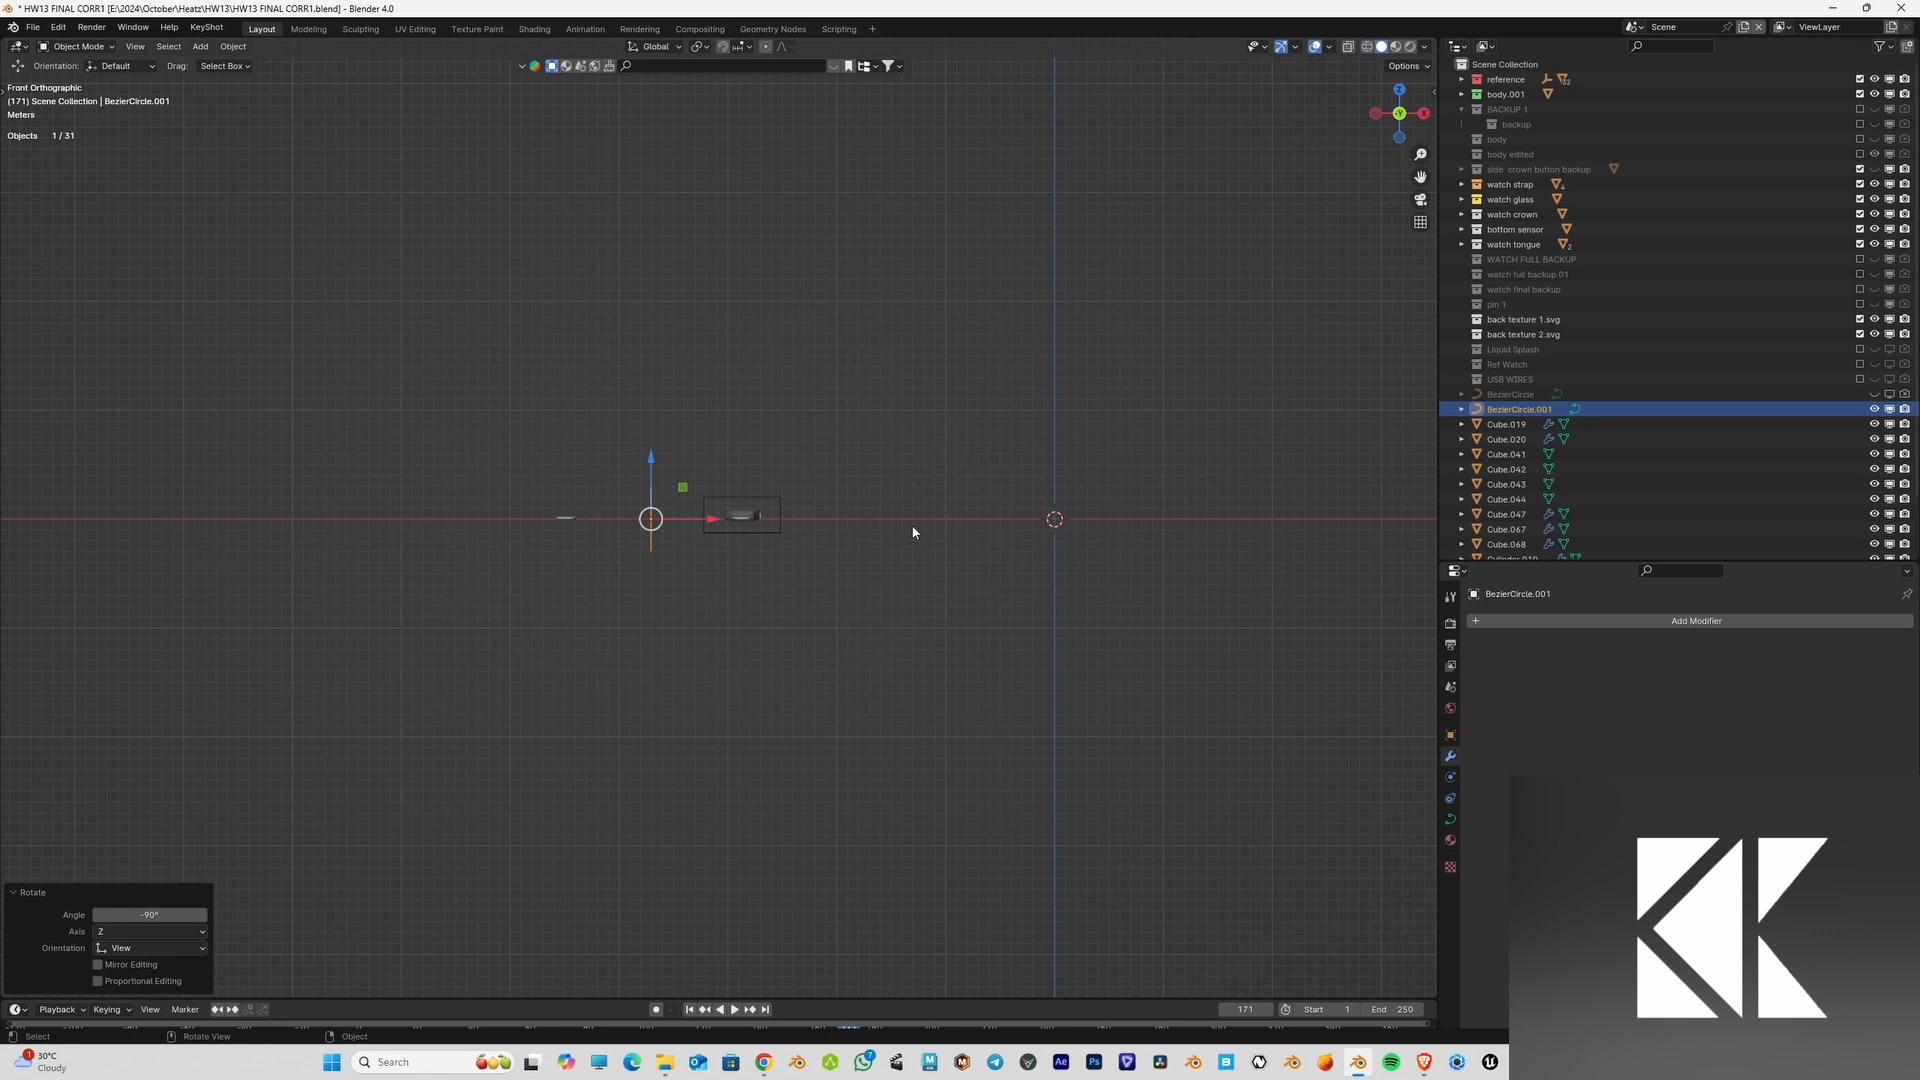 * HW13 FINAL CORR1 [E:\2024\October\Heatz\HW13\HW13 FINAL CORR1.blend] - Blender 4.0
File Edit Render Window Help KeyShot Layout Modeling Sculpting UV Editing Texture Paint Shading Animation Rendering Compositing Geometry Nodes Scripting + Scene ViewLayer
Object Mode View Select Add Object Global
Orientation: Default Drag: Select Box Options
Front Orthographic
(171) Scene Collection | BezierCircle.001
Meters
Objects 1 / 31
Z
X
Y
Scene Collection
reference 32
body.001
BACKUP 1
backup
body
body edited
side crown button backup
watch strap 4
watch glass
watch crown
bottom sensor
watch tongue 2
WATCH FULL BACKUP
watch full backup 01
watch final backup
pin 1
back texture 1.svg
back texture 2.svg
Liquid Splash
Ref Watch
USB WIRES
BezierCircle
BezierCircle.001
Cube.019
Cube.020
Cube.041
Cube.042
Cube.043
Cube.044
Cube.047
Cube.067
Cube.068
BezierCircle.001
+ Add Modifier
Rotate
Angle -90°
Axis Z
Orientation View
Mirror Editing
Proportional Editing
Playback Keying View Marker 171 Start 1 End 250
Select Rotate View Object
1 30°C
Cloudy
Search
7
Ae
Ps